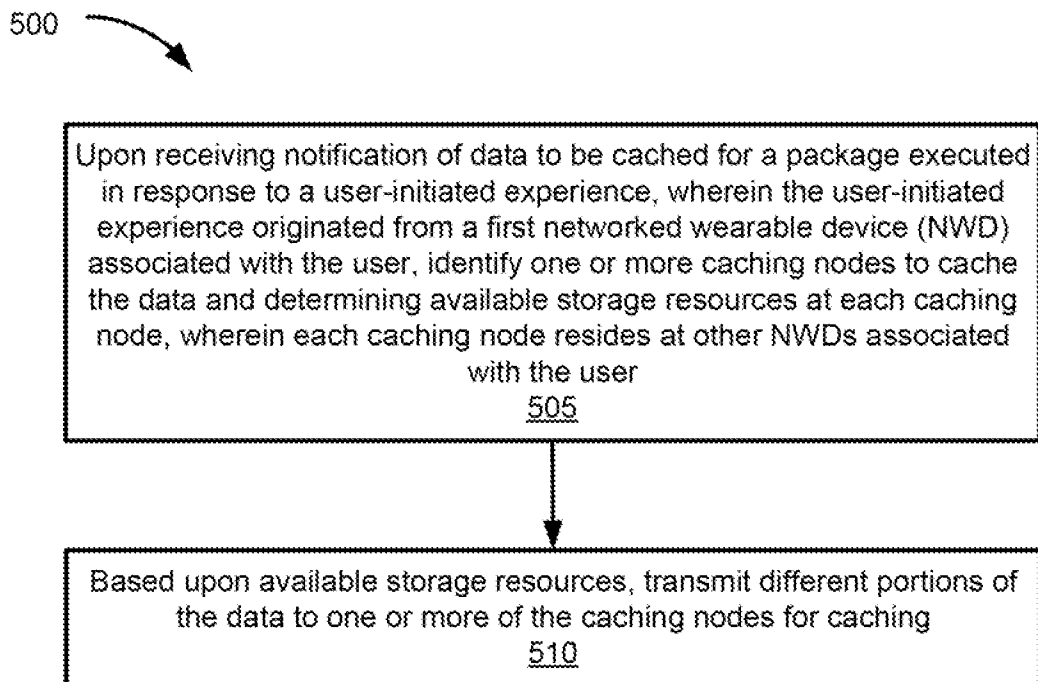 500
Upon receiving notification of data to be cached for a package executed
in response to a user-initiated experience, wherein the user-initiated
experience originated from a first networked wearable device (NWD)
associated with the user, identify one or more caching nodes to cache
the data and determining available storage resources at each caching
node, wherein each caching node resides at other NWDs associated
with the user
505
Based upon available storage resources, transmit different portions of
the data to one or more of the caching nodes for caching
510